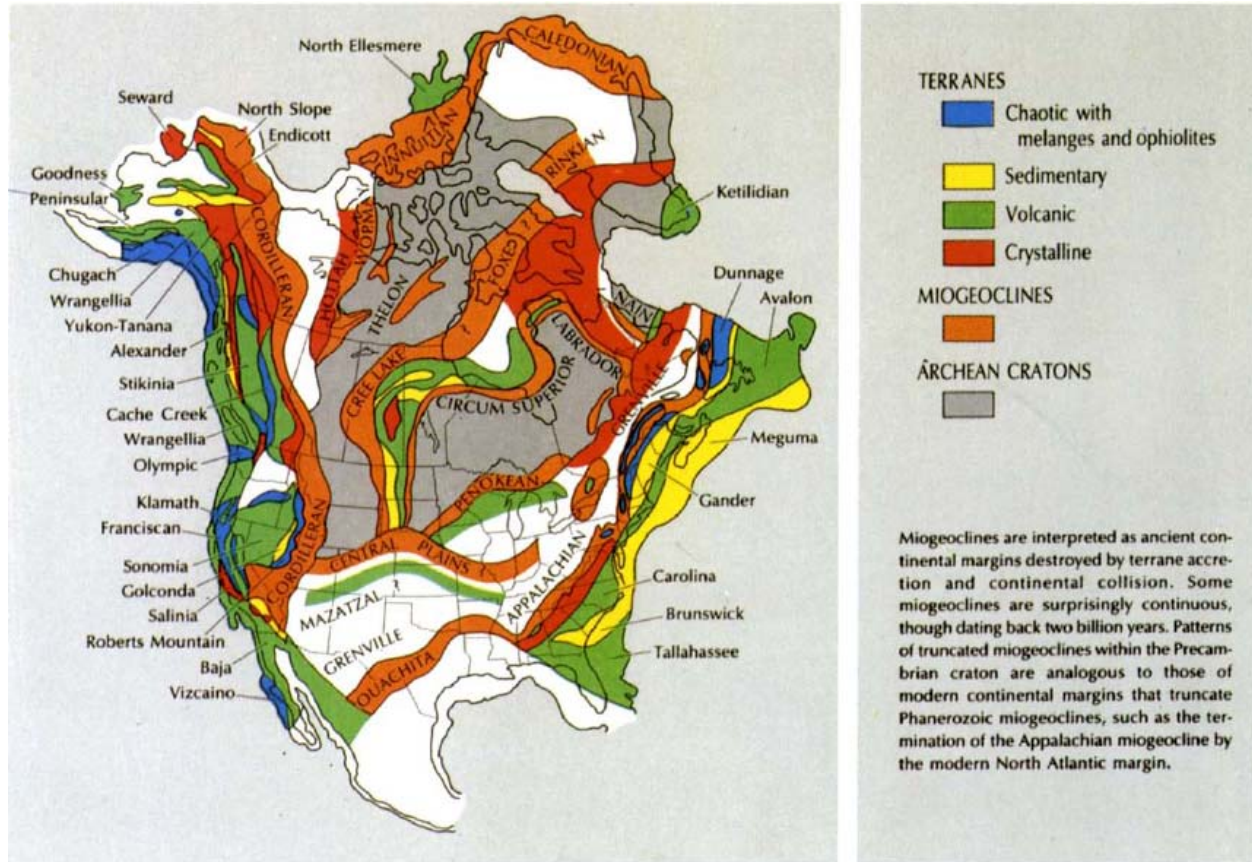 North Ellesmere
CALEDONIAN
Seward
North Slope
Endicott
INNUITIAN
RINKIAN
Goodness
Peninsular
Ketilidian
CORDILLERAN
HOTTAH
WOPMAY
FOXE
?
THELON
Chugach
Wrangellia
Yukon-Tanana
Alexander
Stikinia
Cache Creek
Wrangellia
Olympic
Klamath
Franciscan
Sonomia
Golconda
Salinia
Roberts Mountain
Baja
Vizcaino
Dunnage
Avalon
NAIN
LABRADOR
?
CREE LAKE
CIRCUM SUPERIOR
GRENVILLE
Meguma
Gander
PENOKEAN
CORDILLERAN
CENTRAL PLAINS ?
?
MAZATZAL
GRENVILLE
OUACHITA
APPALACHIAN
Carolina
Brunswick
Tallahassee
TERRANES
Chaotic with
melanges and ophiolites
Sedimentary
Volcanic
Crystalline
MIOGEOCLINES
ÁRCHEAN CRATONS
Miogeoclines are interpreted as ancient con-
tinental margins destroyed by terrane accre-
tion and continental collision. Some
miogeoclines are surprisingly continuous,
though dating back two billion years. Patterns
of truncated miogeoclines within the Precam-
brian craton are analogous to those of
modern continental margins that truncate
Phanerozoic miogeoclines, such as the ter-
mination of the Appalachian miogeocline by
the modern North Atlantic margin.